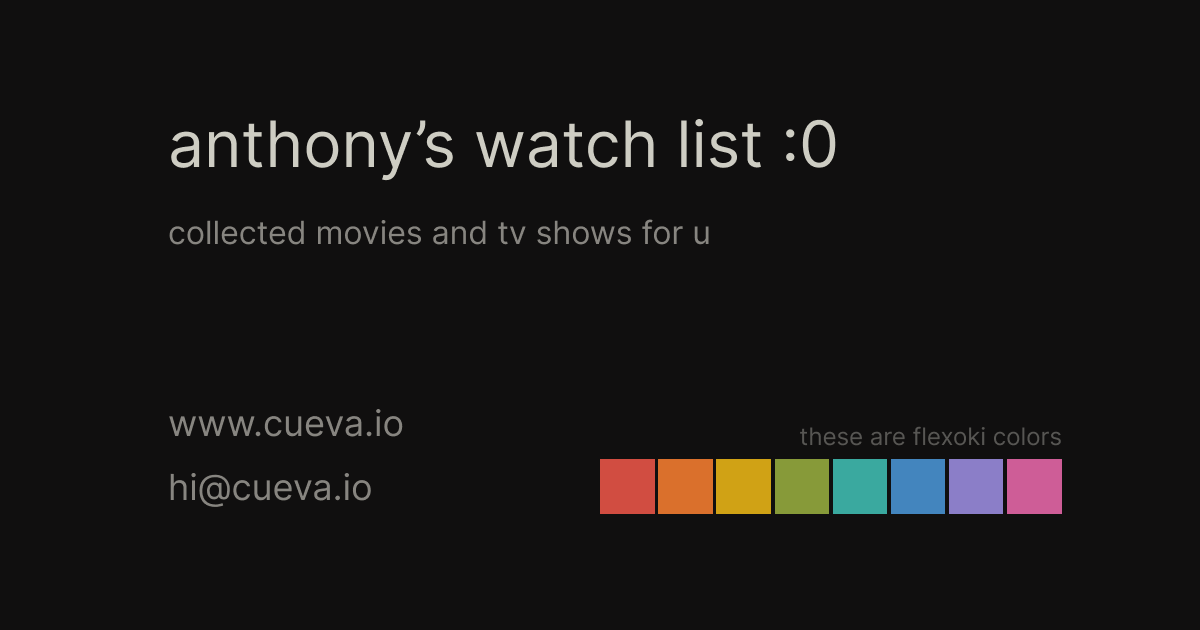 anthony’s watch list :0
collected movies and tv shows for u
www.cueva.io
hi@cueva.io
these are flexoki colors